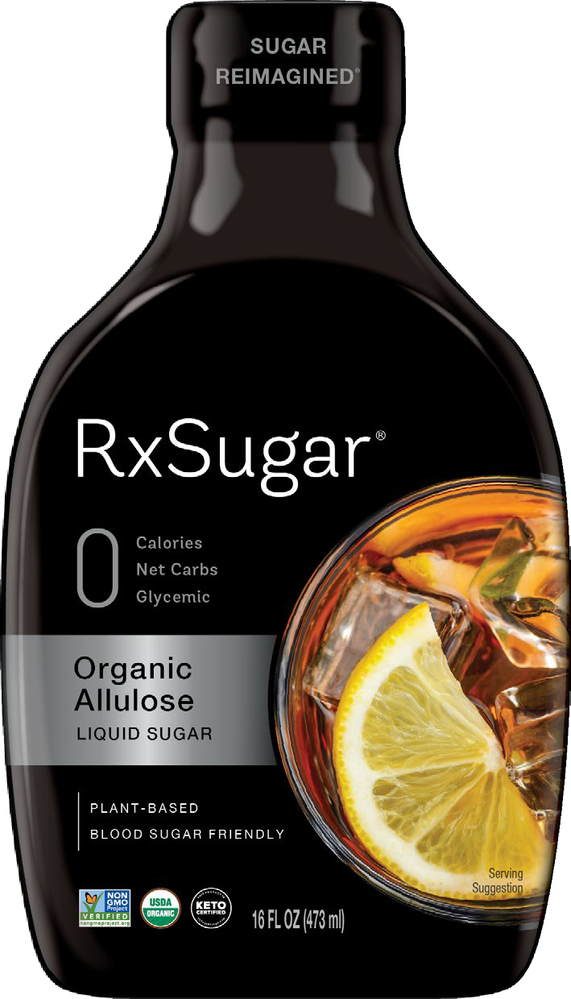 SUGAR
REIMAGINED®
RxSugar®
0
Calories
Net Carbs
Glycemic
Organic
Allulose
LIQUID SUGAR
PLANT-BASED
BLOOD SUGAR FRIENDLY
Serving
Suggestion
NON
GMO
Project
VERIFIED
nongmoproject.org
USDA
ORGANIC
KETO
CERTIFIED
16 FL OZ (473 ml)